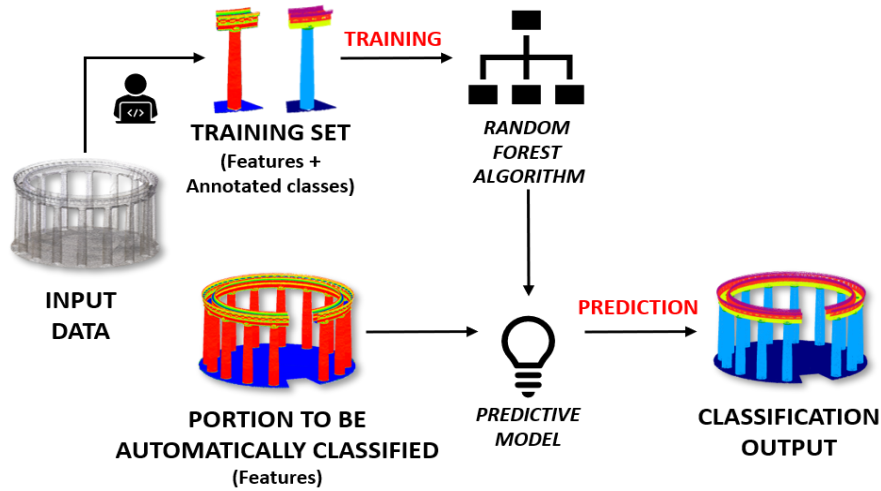 TRAINING
</>
TRAINING SET
(Features +
Annotated classes)
RANDOM
FOREST
ALGORITHM
INPUT
DATA
PREDICTION
PORTION TO BE
AUTOMATICALLY CLASSIFIED
(Features)
PREDICTIVE
MODEL
CLASSIFICATION
OUTPUT